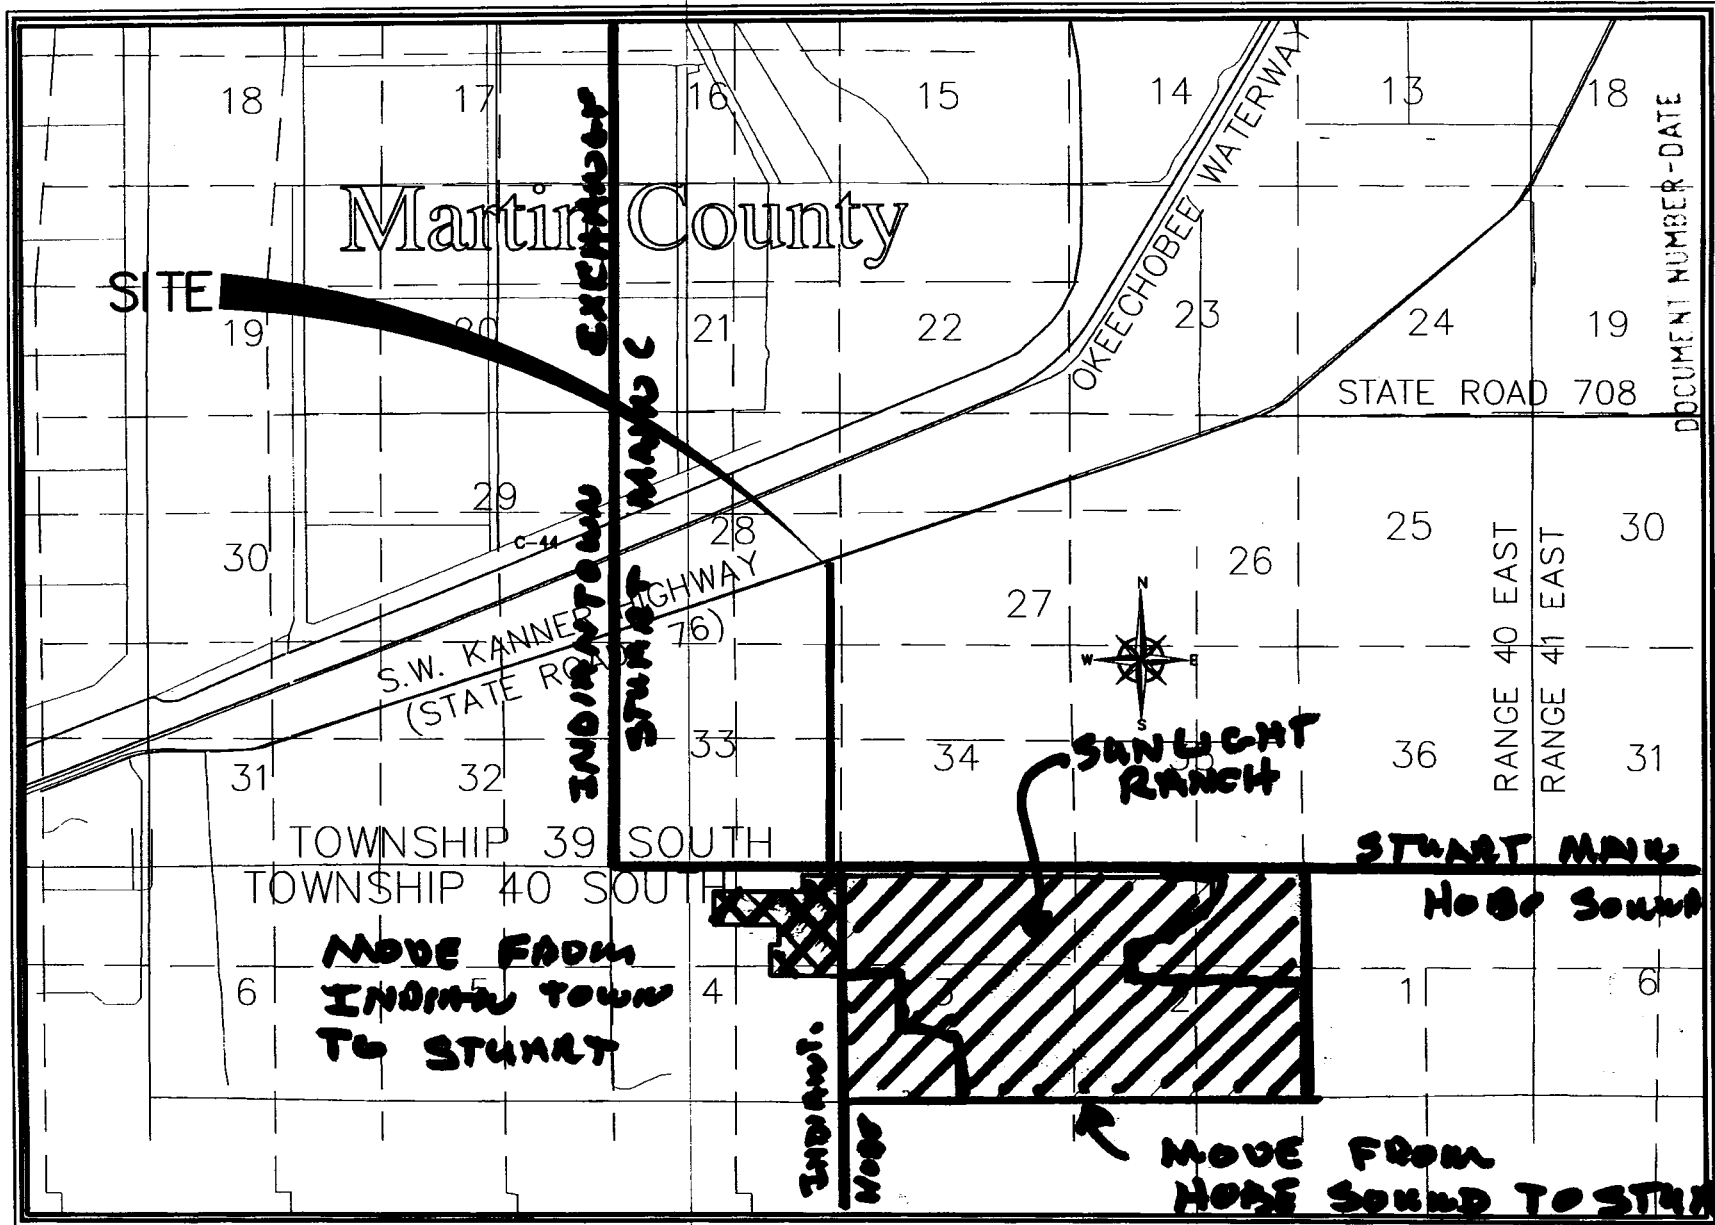 18 17 16 15 14 13 18
Martin County
SITE
19 20 21 22 23 24 19
OKEECHOBEE WATERWAY
STATE ROAD 708
DOCUMENT NUMBER-DATE
INDIANTOWN
STUART
29 28 27 26 25 30
30
C-44
S.W. KANNER HIGHWAY
(STATE ROAD 76)
N
W E
S
RANGE 40 EAST
RANGE 41 EAST
31 32 33 34 35 36 31
SUNLIGHT
RANCH
TOWNSHIP 39 SOUTH
TOWNSHIP 40 SOUTH
STUART MAIN
HOBE SOUND
MOVE FROM
INDIAN TOWN
TO STUART
6 5 4 3 2 1 6
INDIANT.
HOBE
MOVE FROM
HOBE SOUND TO STUA